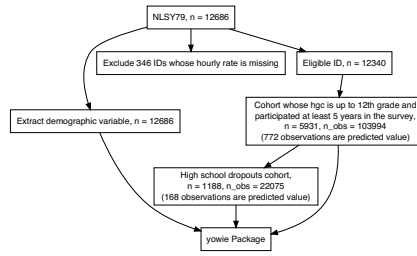 NLSY79, n = 12686
Exclude 346 IDs whose hourly rate is missing
Eligible ID, n = 12340
Extract demographic variable, n = 12686
Cohort whose hgc is up to 12th grade and
participated at least 5 years in the survey,
n = 5931, n_obs = 103994
(772 observations are predicted value)
High school dropouts cohort,
n = 1188, n_obs = 22075
(168 observations are predicted value)
yowie Package